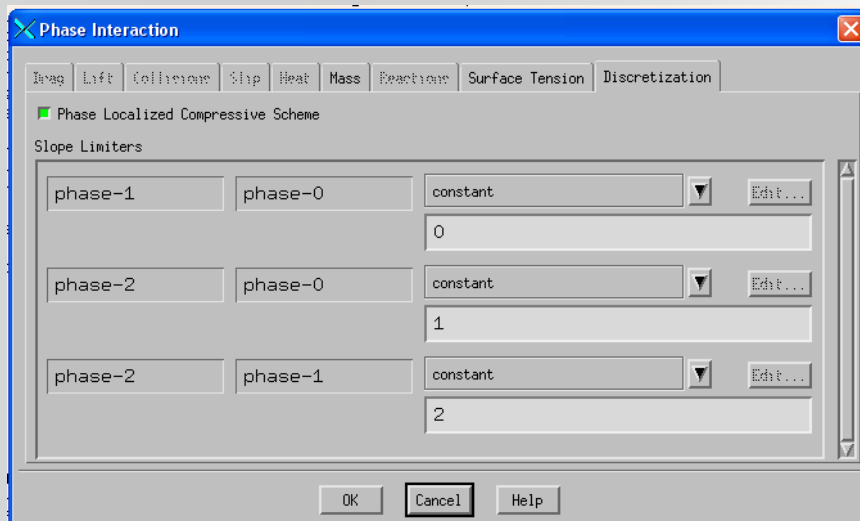 Phase Interaction
Drag Lift Collisions Slip Heat Mass Reactions Surface Tension Discretization
Phase Localized Compressive Scheme
Slope Limiters
phase-1 phase-0 constant Edit...
0
phase-2 phase-0 constant Edit...
1
phase-2 phase-1 constant Edit...
2
OK Cancel Help